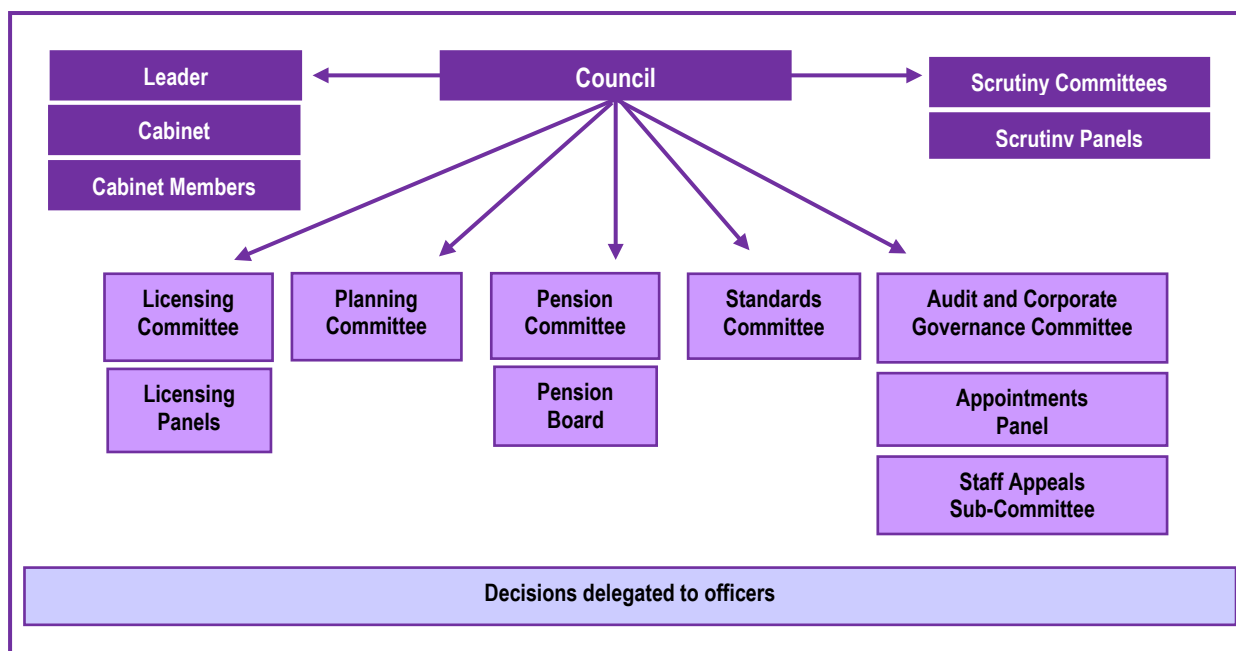 Leader
Council
Scrutiny Committees
Cabinet
Scrutiny Panels
Cabinet Members
Licensing
Committee
Planning
Committee
Pension
Committee
Standards
Committee
Audit and Corporate
Governance Committee
Licensing
Panels
Pension
Board
Appointments
Panel
Staff Appeals
Sub-Committee
Decisions delegated to officers